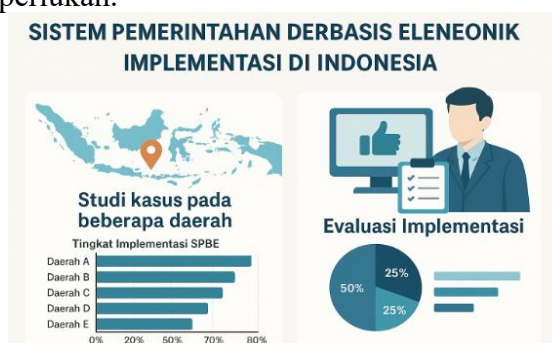 perlukan.
SISTEM PEMERINTAHAN DERBASIS ELENEONIK
IMPLEMENTASI DI INDONESIA
Studi kasus pada
beberapa daerah
Tingkat Implementasi SPBE
Daerah A
Daerah B
Daerah C
Daerah D
Daerah E
0% 20% 50% 70% 80%
Evaluasi Implementasi
50%
25%
25%